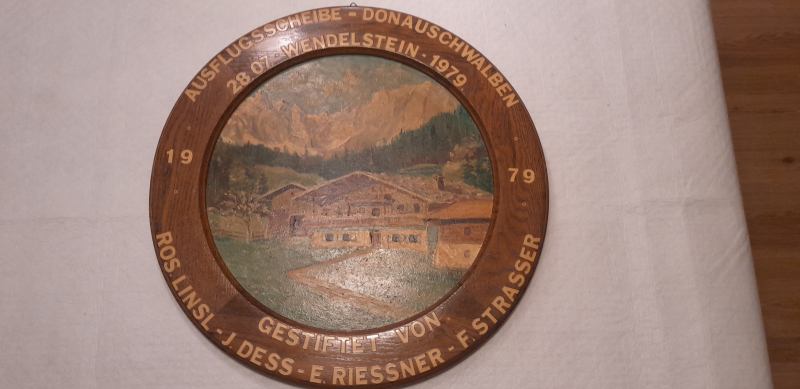 AUSFLUGSSCHEIBE - DONAUSCHWALBEN
28 07 - WENDELSTEIN - 1979
19 79
GESTIFTET VON
ROS. LINSL - J. DESS - E. RIESSNER - F. STRASSER